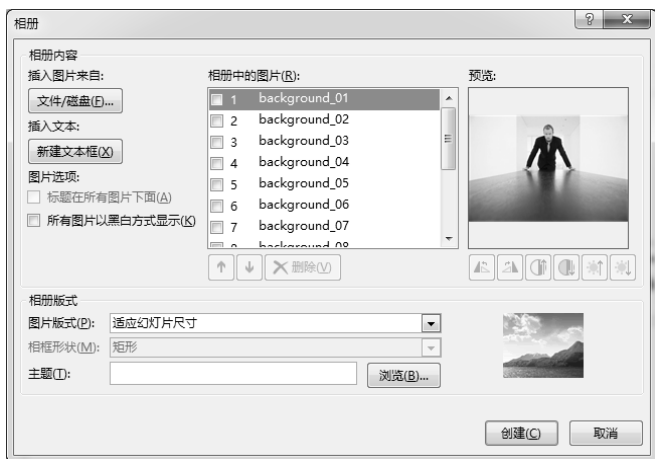 相册
相册内容
插入图片来自:
文件/磁盘(F)...
插入文本:
新建文本框(X)
图片选项:
标题在所有图片下面(A)
所有图片以黑白方式显示(K)
相册中的图片(R):
1 background_01
2 background_02
3 background_03
4 background_04
5 background_05
6 background_06
7 background_07
8 background_08
删除(V)
预览:
相册版式
图片版式(P): 适应幻灯片尺寸
相框形状(M): 矩形
主题(T):
浏览(B)...
创建(C) 取消